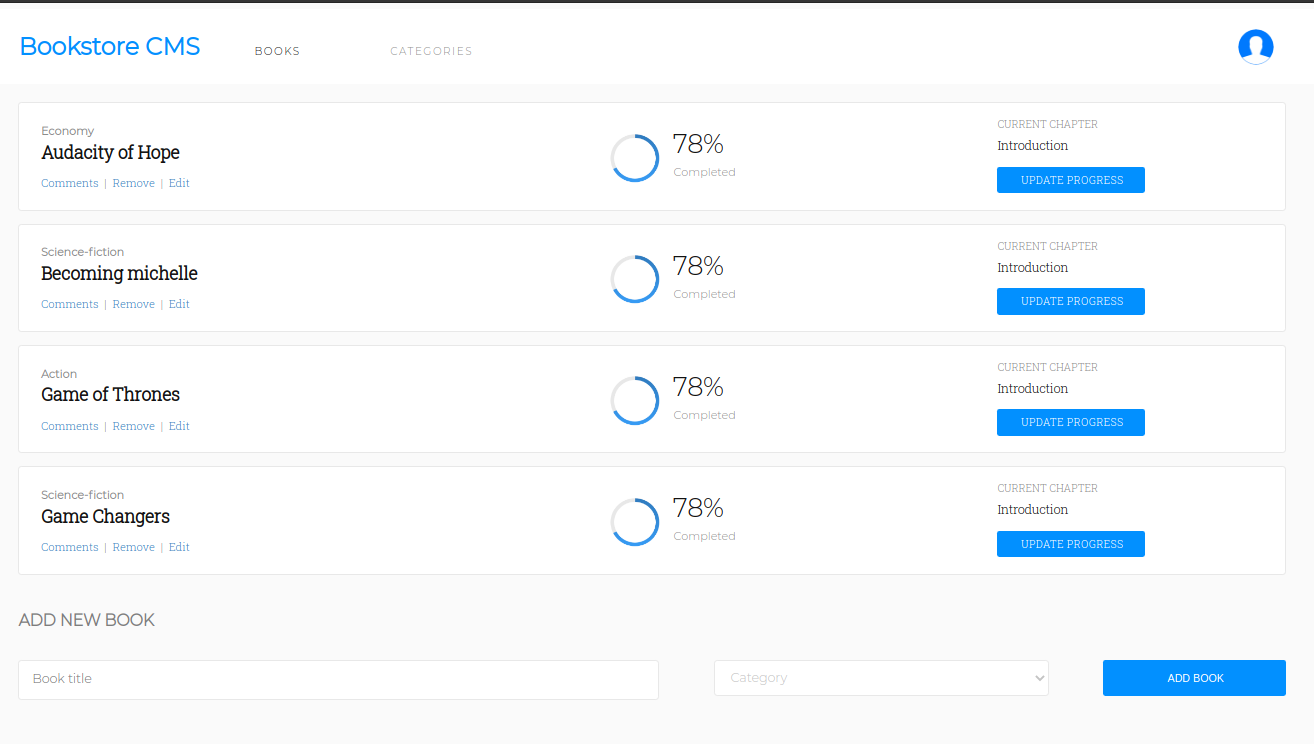 Bookstore CMS BOOKS CATEGORIES
Economy
Audacity of Hope
Comments | Remove | Edit
78%
Completed
CURRENT CHAPTER
Introduction
UPDATE PROGRESS
Science-fiction
Becoming michelle
Comments | Remove | Edit
78%
Completed
CURRENT CHAPTER
Introduction
UPDATE PROGRESS
Action
Game of Thrones
Comments | Remove | Edit
78%
Completed
CURRENT CHAPTER
Introduction
UPDATE PROGRESS
Science-fiction
Game Changers
Comments | Remove | Edit
78%
Completed
CURRENT CHAPTER
Introduction
UPDATE PROGRESS
ADD NEW BOOK
Book title Category ADD BOOK